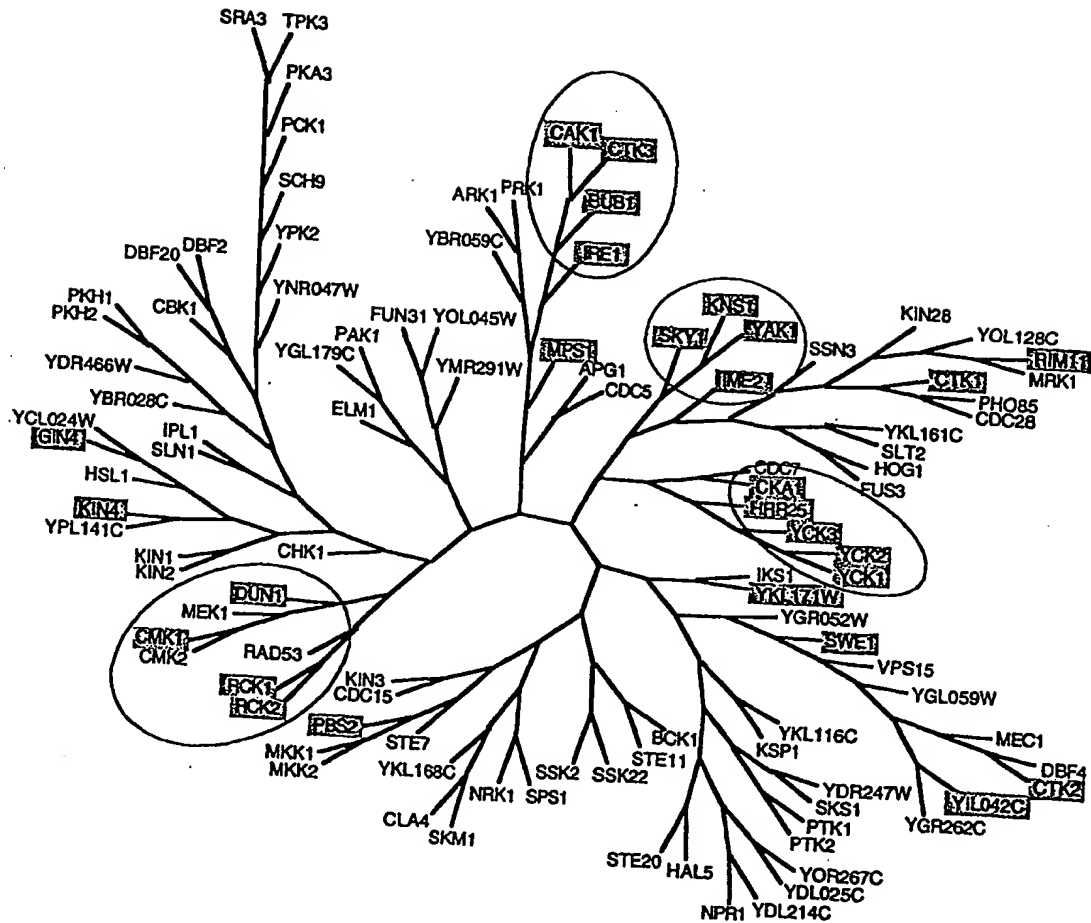 SRA3
TPK3
PKA3
PCK1
SCH9
YPK2
YNR047W
DBF2
DBF20
CBK1
PKH1
PKH2
YDR466W
YBR028C
YCL024W
GIN4
IPL1
SLN1
HSL1
KIN4
YPL141C
KIN1
KIN2
CHK1
DUN1
MEK1
CMK1
CMK2
RAD53
RCK1
RCK2
CAK1
CTK3
BUB1
IRE1
ARK1
PRK1
YBR059C
FUN31
YOL045W
PAK1
YGL179C
YMR291W
ELM1
MPS1
APG1
CDC5
KNS1
SKY1
YAK1
IME2
SSN3
KIN28
YOL128C
RIM11
MRK1
CTK1
PHO85
CDC28
YKL161C
SLT2
HOG1
FUS3
CDC7
CKA1
HRR25
YCK3
YCK2
YCK1
IKS1
YKL171W
YGR052W
SWE1
VPS15
YGL059W
MEC1
DBF4
CTK2
YIL042C
YGR262C
KIN3
CDC15
PBS2
MKK1
MKK2
STE7
YKL168C
CLA4
SKM1
NRK1
SPS1
SSK2
SSK22
STE11
BCK1
YKL116C
KSP1
YDR247W
SKS1
PTK1
PTK2
STE20
HAL5
YOR267C
YDL025C
YDL214C
NPR1